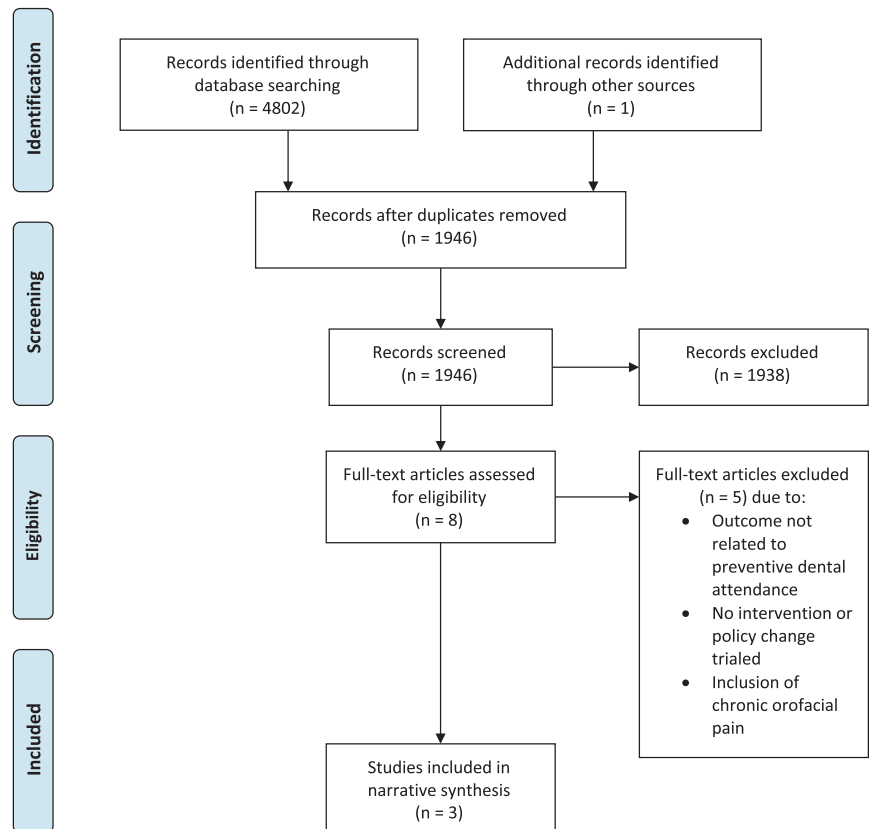 Identification
Records identified through
database searching
(n = 4802)
Additional records identified
through other sources
(n = 1)
Records after duplicates removed
(n = 1946)
Screening
Records screened
(n = 1946)
Records excluded
(n = 1938)
Eligibility
Full-text articles assessed
for eligibility
(n = 8)
Full-text articles excluded
(n = 5) due to:
• Outcome not
related to
preventive dental
attendance
• No intervention or
policy change
trialed
• Inclusion of
chronic orofacial
pain
Included
Studies included in
narrative synthesis
(n = 3)